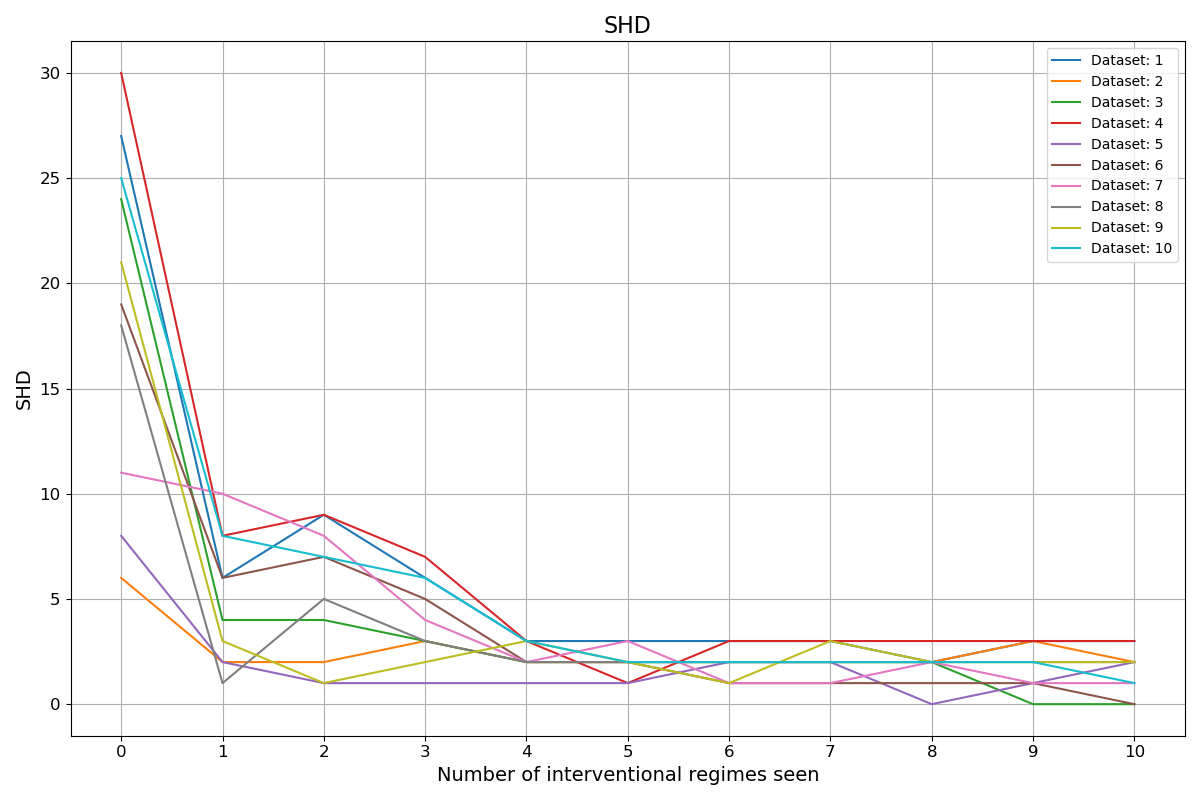 SHD
30
25
20
15
10
5
0
SHD
0 1 2 3 4 5 6 7 8 9 10
Number of interventional regimes seen
Dataset: 1
Dataset: 2
Dataset: 3
Dataset: 4
Dataset: 5
Dataset: 6
Dataset: 7
Dataset: 8
Dataset: 9
Dataset: 10